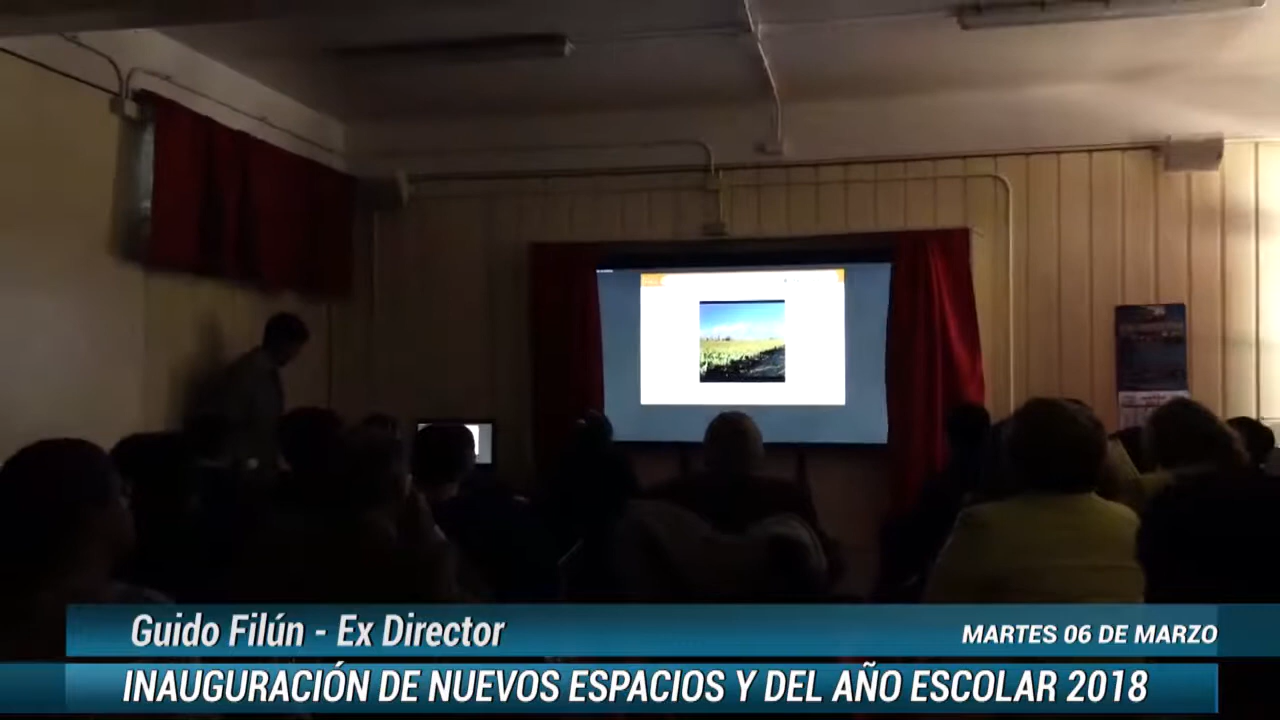 Guido Filún - Ex Director
MARTES 06 DE MARZO
INAUGURACIÓN DE NUEVOS ESPACIOS Y DEL AÑO ESCOLAR 2018